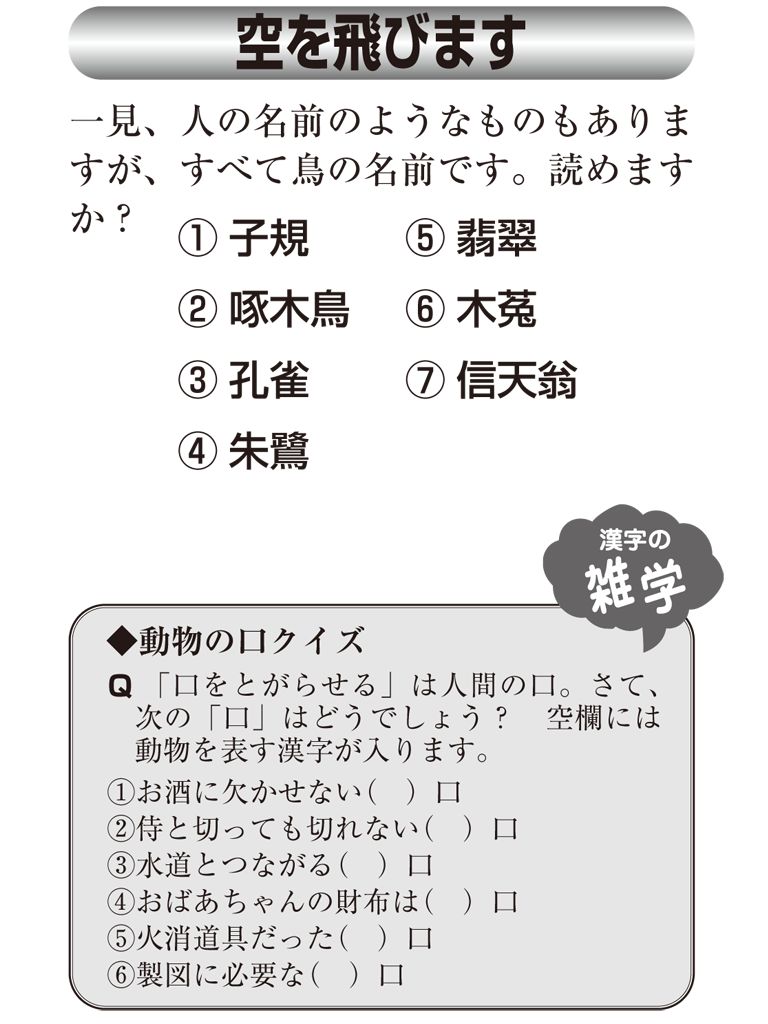 空を飛びます
一見、人の名前のようなものもありま
すが、すべて鳥の名前です。読めます
か?
① 子規
② 啄木鳥
③ 孔雀
④ 朱鷺
⑤ 翡翠
⑥ 木菟
⑦ 信天翁
漢字の
雑学
◆動物の口クイズ
Q 「口をとがらせる」は人間の口。さて、
次の「口」はどうでしょう? 空欄には
動物を表す漢字が入ります。
①お酒に欠かせない( )口
②侍と切っても切れない( )口
③水道とつながる( )口
④おばあちゃんの財布は( )口
⑤火消道具だった( )口
⑥製図に必要な( )口